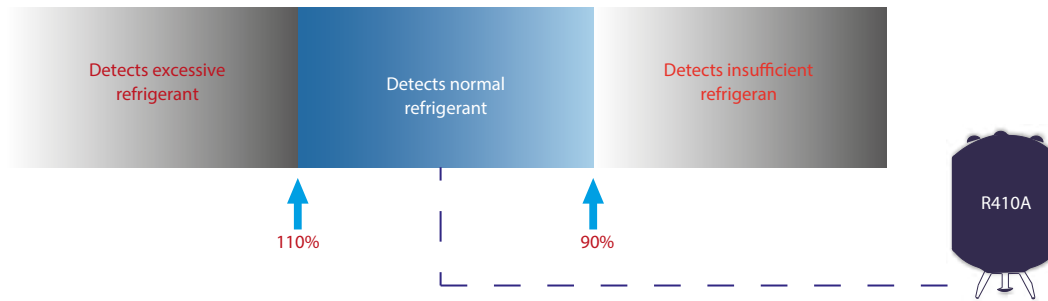 Detects excessive
refrigerant
Detects normal
refrigerant
Detects insufficient
refrigeran
R410A
110%
90%